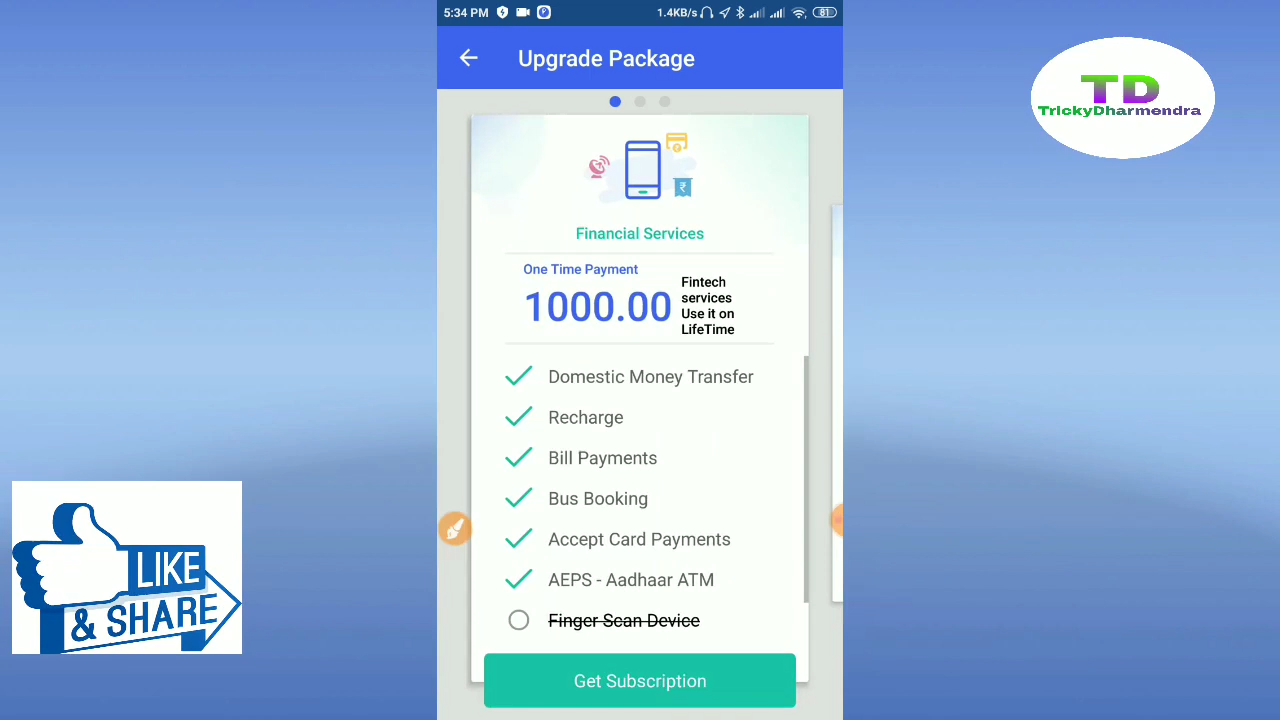 5:34 PM
1.4KB/s
81
Upgrade Package
TD
TrickyDharmendra
Financial Services
One Time Payment
1000.00
Fintech
services
Use it on
LifeTime
Domestic Money Transfer
Recharge
Bill Payments
Bus Booking
Accept Card Payments
AEPS - Aadhaar ATM
Finger Scan Device
Get Subscription
LIKE
& SHARE